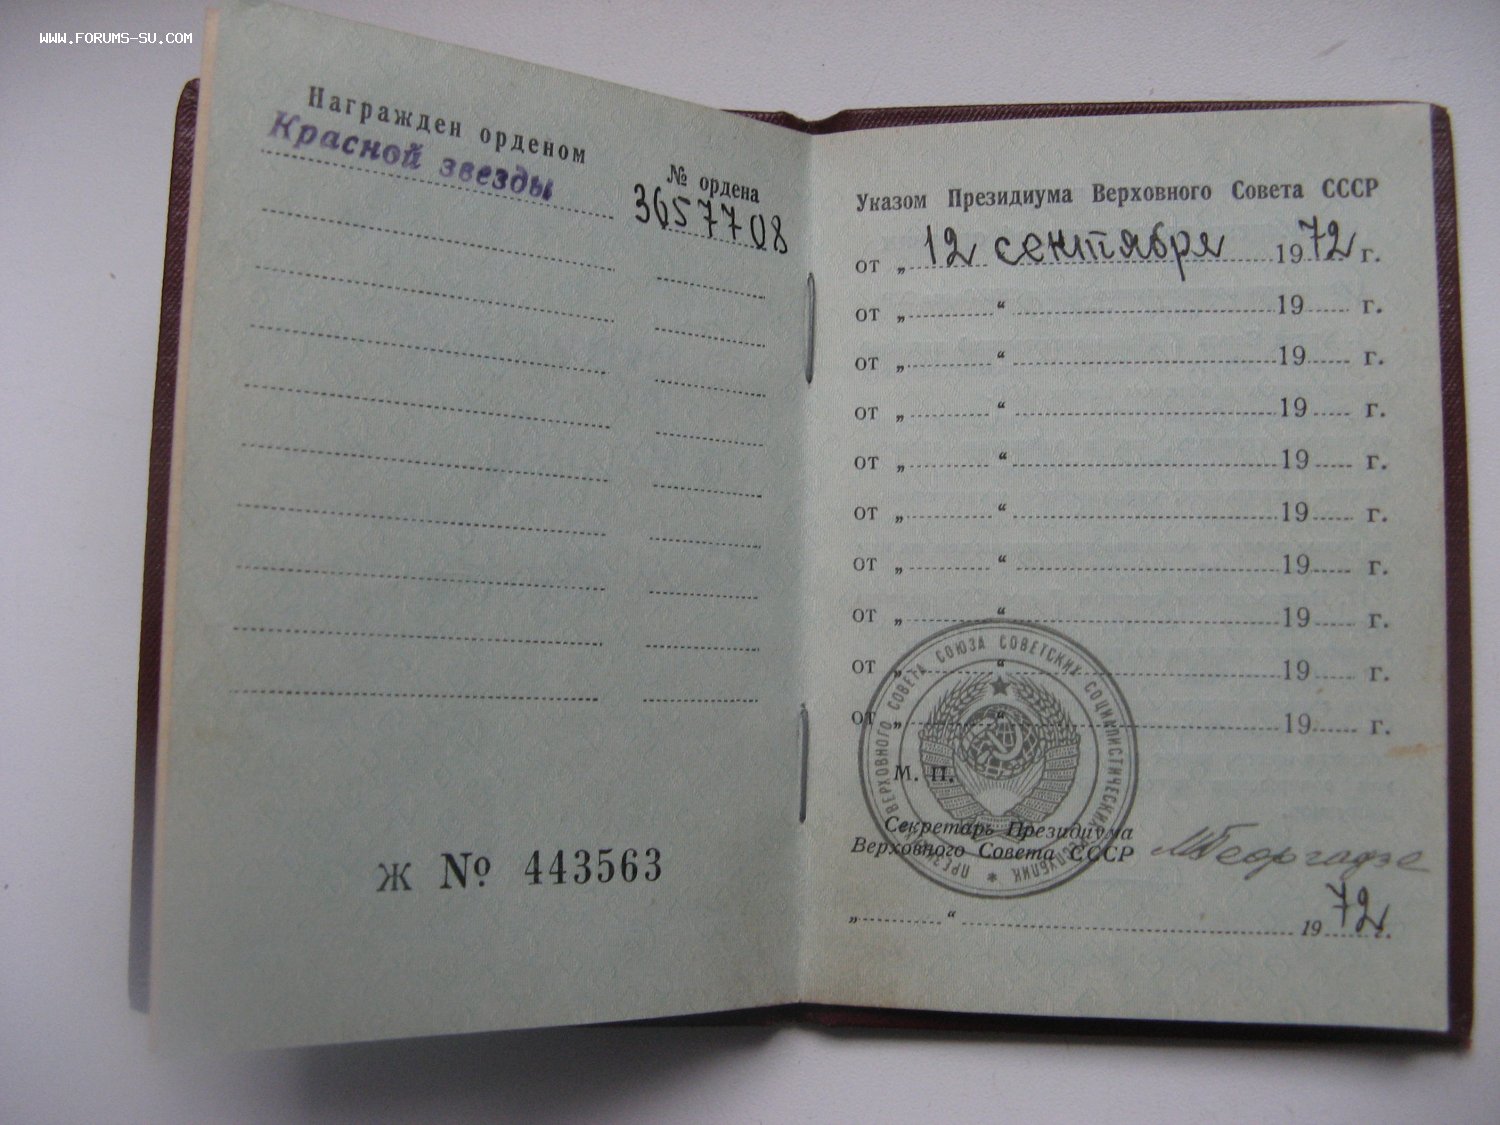 WWW.FORUMS-SU.COM
Награжден орденом
№ ордена
Красной звезды
3657708
Ж № 443563
Указом Президиума Верховного Совета СССР
от „ 12 сентября 1972 г.
от „ “ 19 г.
от „ “ 19 г.
от „ “ 19 г.
от „ “ 19 г.
от „ “ 19 г.
от „ “ 19 г.
от „ “ 19 г.
от „ “ 19 г.
от „ “ 19 г.
М. П.
ПРЕЗИДИУМ ВЕРХОВНОГО СОВЕТА СОЮЗА СОВЕТСКИХ СОЦИАЛИСТИЧЕСКИХ РЕСПУБЛИК
Секретарь Президиума
Верховного Совета СССР МГеоргадзе
„ “ 1972 г.